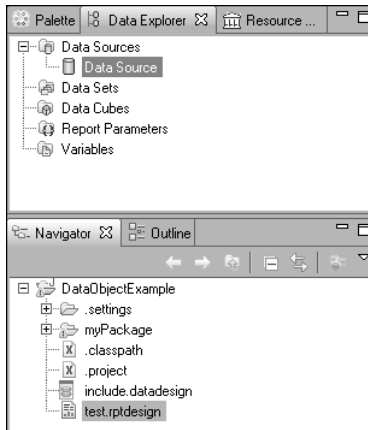 Palette Data Explorer Resource ...
Data Sources
Data Source
Data Sets
Data Cubes
Report Parameters
Variables
Navigator Outline
DataObjectExample
.settings
myPackage
.classpath
.project
include.datadesign
test.rptdesign